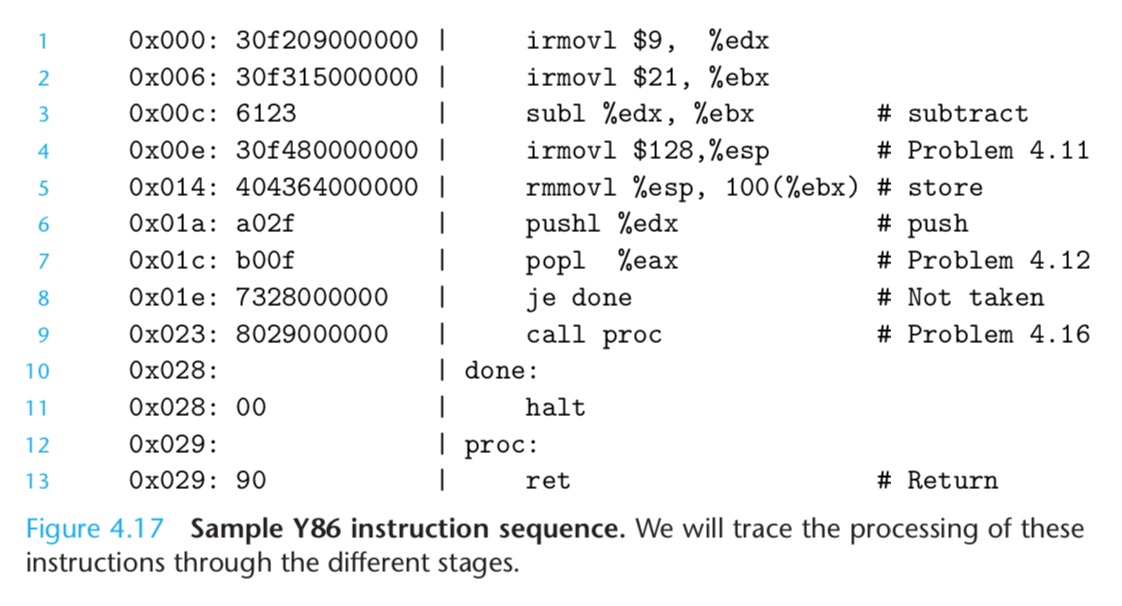 1 0x000: 30f209000000 | irmovl $9, %edx
2 0x006: 30f315000000 | irmovl $21, %ebx
3 0x00c: 6123 | subl %edx, %ebx # subtract
4 0x00e: 30f480000000 | irmovl $128,%esp # Problem 4.11
5 0x014: 404364000000 | rmmovl %esp, 100(%ebx) # store
6 0x01a: a02f | pushl %edx # push
7 0x01c: b00f | popl %eax # Problem 4.12
8 0x01e: 7328000000 | je done # Not taken
9 0x023: 8029000000 | call proc # Problem 4.16
10 0x028: | done:
11 0x028: 00 | halt
12 0x029: | proc:
13 0x029: 90 | ret # Return
Figure 4.17 Sample Y86 instruction sequence. We will trace the processing of these
instructions through the different stages.